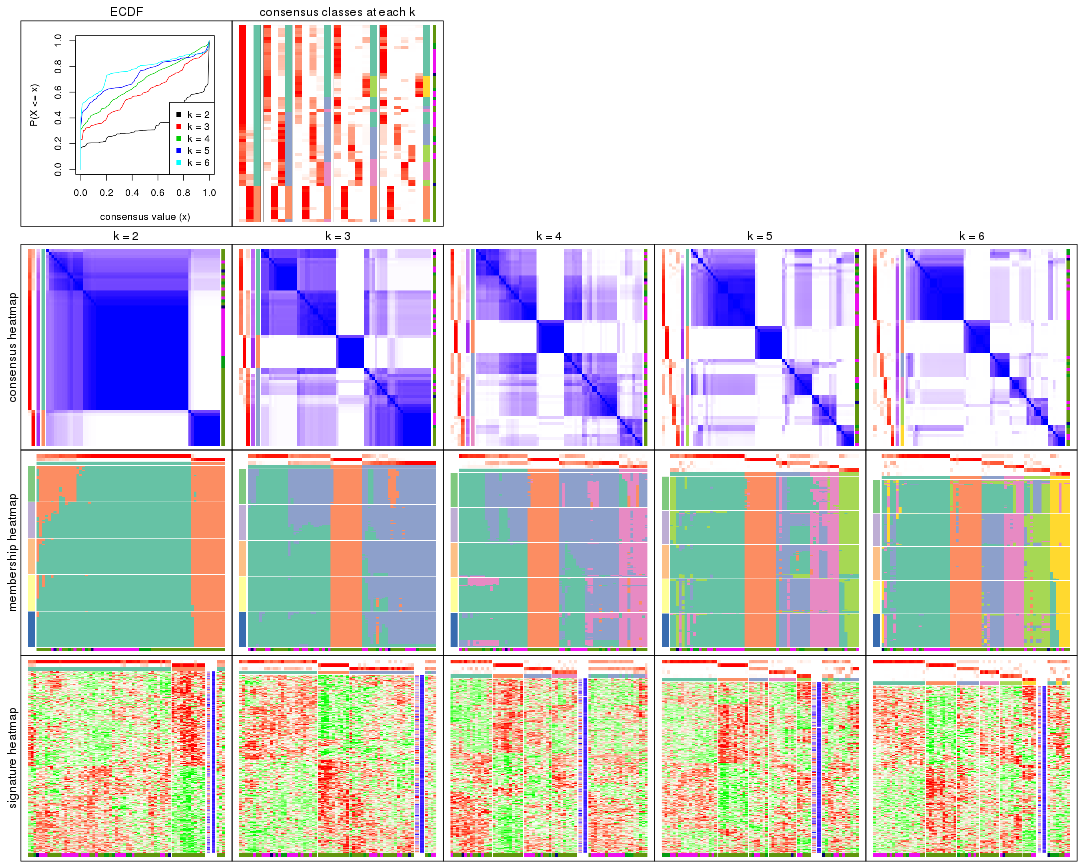 ECDF
consensus classes at each k
P(X <= x)
1.0
0.8
0.6
0.4
0.2
0.0
k = 2
k = 3
k = 4
k = 5
k = 6
0.0 0.2 0.4 0.6 0.8 1.0
consensus value (x)
k = 2 k = 3 k = 4 k = 5 k = 6
consensus heatmap
membership heatmap
signature heatmap